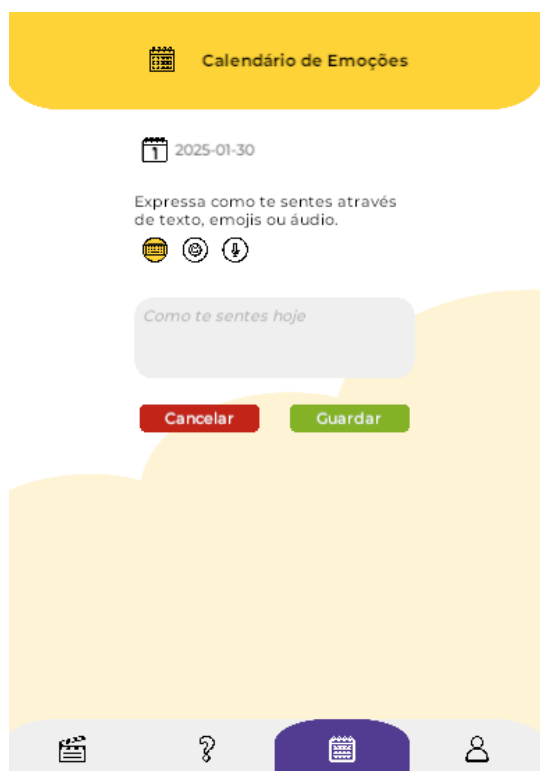 Calendário de Emoções
1 2025-01-30
Expressa como te sentes através
de texto, emojis ou áudio.
Como te sentes hoje
Cancelar Guardar
?